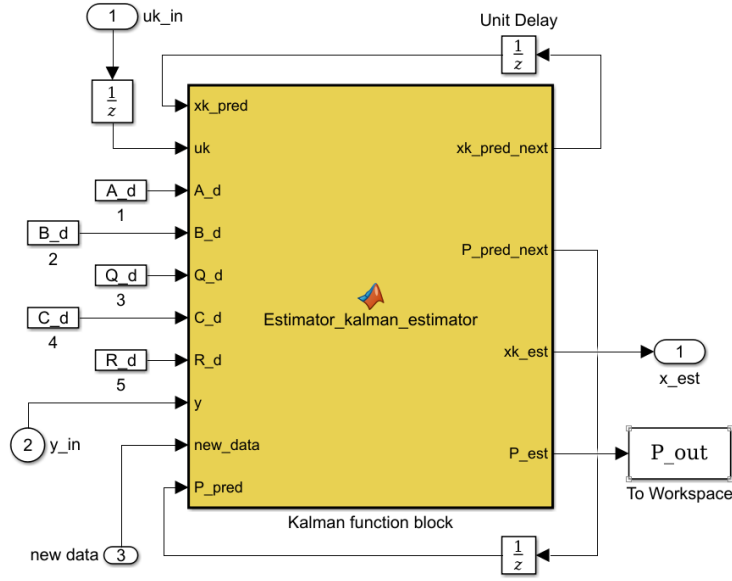 1
uk_in
Unit Delay
1
z
1
z
xk_pred
uk
xk_pred_next
A_d
A_d
1
B_d
B_d
2
P_pred_next
Q_d
Q_d
3
C_d
C_d
4
Estimator_kalman_estimator
R_d
R_d
5
xk_est
1
x_est
y
2
y_in
new_data
P_est
P_out
To Workspace
P_pred
Kalman function block
new data
3
1
z